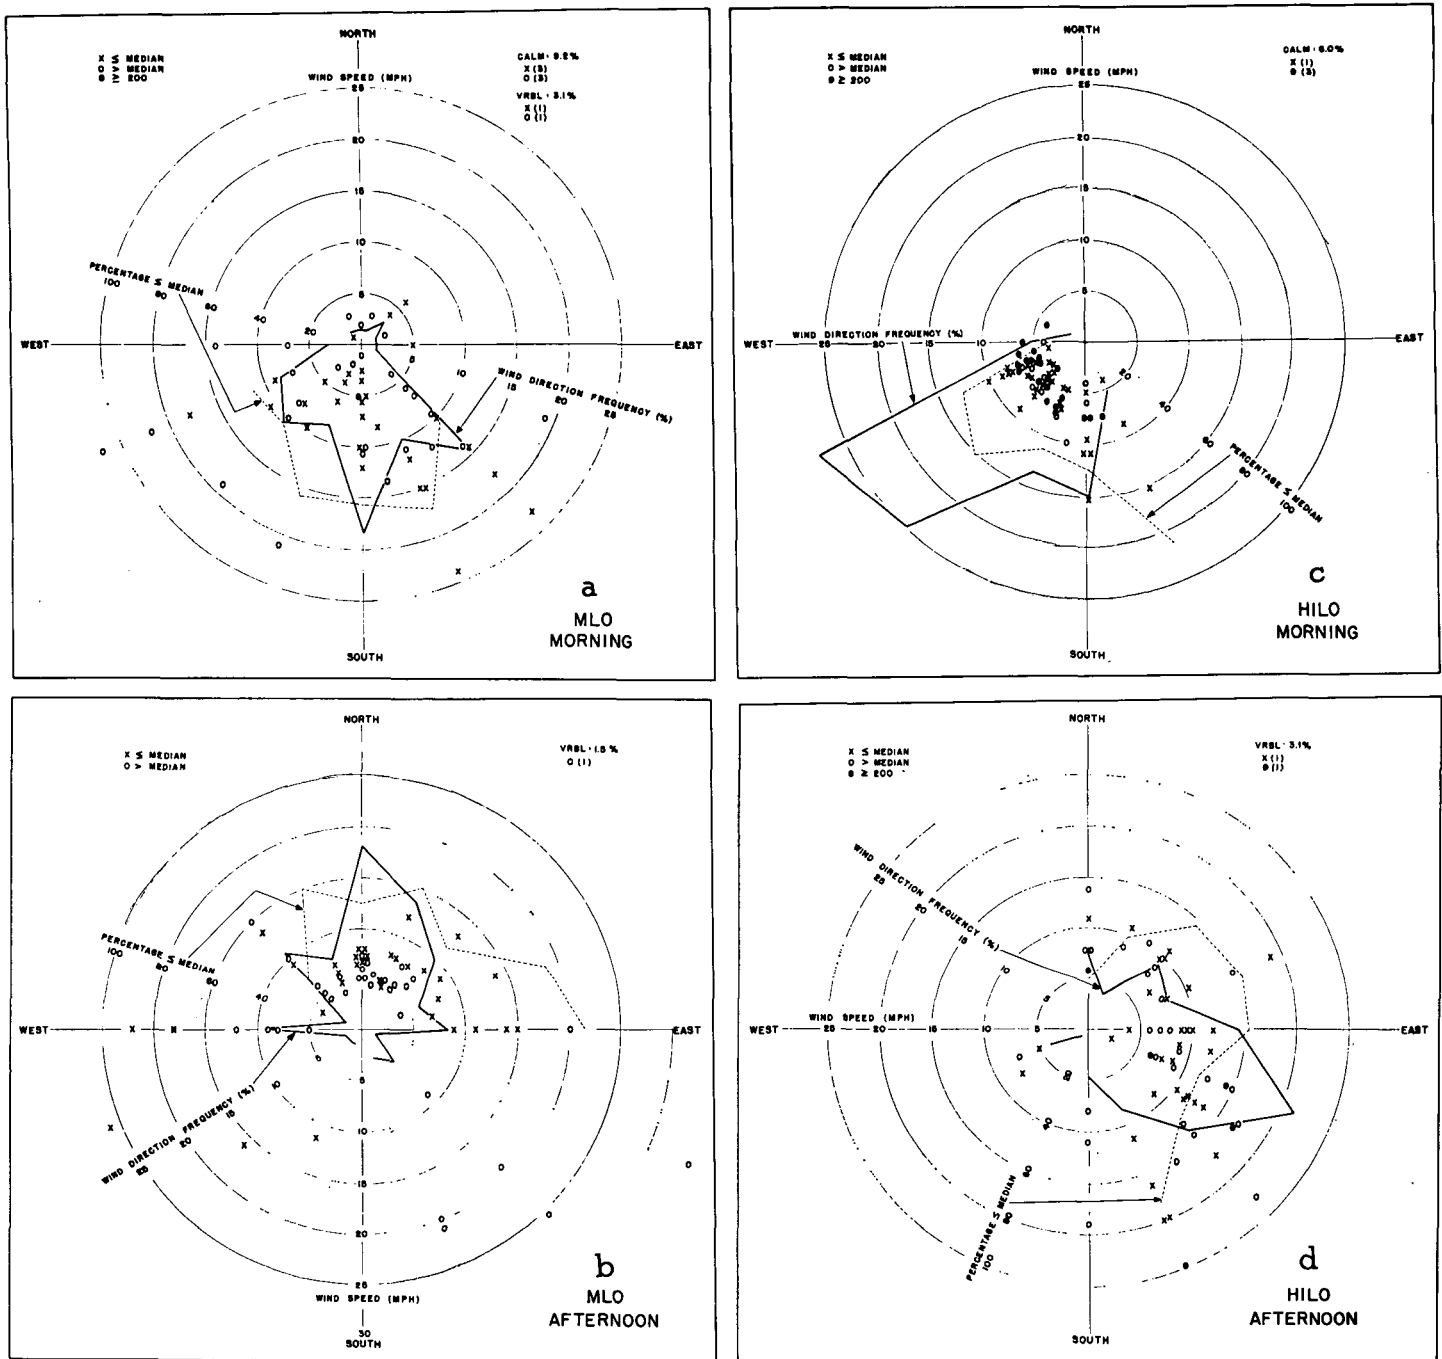 NORTH
X ≤ MEDIAN
O > MEDIAN
≥ 200
WIND SPEED (MPH)
CALM - 9.2%
X (3)
O (3)
VRBL - 3.1%
X (1)
O (1)
25
20
15
10
5
PERCENTAGE ≤ MEDIAN
100 80 60 40 20
WEST
EAST
5
10
WIND DIRECTION FREQUENCY (%)
15 20 25
SOUTH
a
MLO
MORNING
NORTH
X ≤ MEDIAN
O > MEDIAN
≥ 200
WIND SPEED (MPH)
CALM - 6.0%
X (1)
(3)
25
20
15
10
5
WIND DIRECTION FREQUENCY (%)
WEST
25 20 15 10 5
EAST
20
40
60
PERCENTAGE ≤ MEDIAN
80
100
SOUTH
c
HILO
MORNING
NORTH
X ≤ MEDIAN
O > MEDIAN
VRBL - 1.5 %
O (1)
PERCENTAGE ≤ MEDIAN
100 80 60 40
WEST
EAST
5
10
15
20
25
WIND DIRECTION FREQUENCY (%)
5
10
15
20
25
WIND SPEED (MPH)
30
SOUTH
b
MLO
AFTERNOON
NORTH
X ≤ MEDIAN
O > MEDIAN
≥ 200
VRBL - 3.1%
X (1)
(1)
WIND DIRECTION FREQUENCY (%)
25
20
15
10
5
WIND SPEED (MPH)
WEST
25 20 15 10 5
EAST
20
40
60
80
100
PERCENTAGE ≤ MEDIAN
SOUTH
d
HILO
AFTERNOON